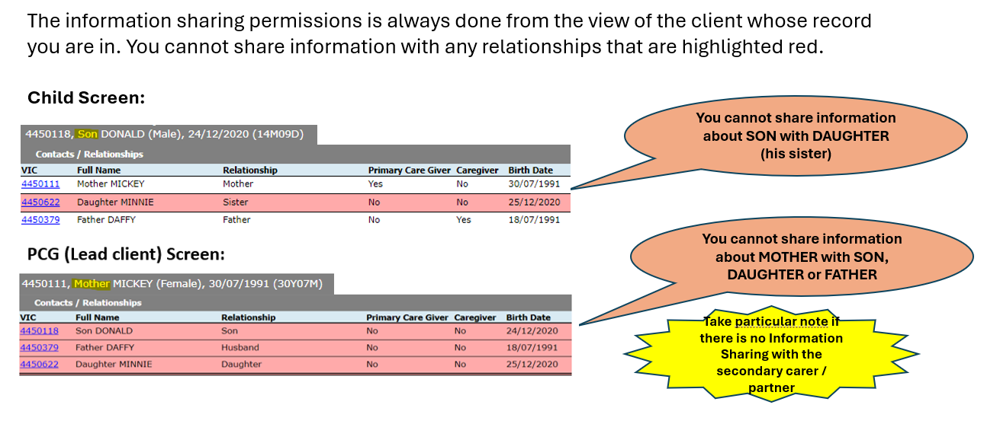 The information sharing permissions is always done from the view of the client whose record
you are in. You cannot share information with any relationships that are highlighted red.
Child Screen:
4450118, Son DONALD (Male), 24/12/2020 (14M09D)
Contacts / Relationships
VIC Full Name Relationship Primary Care Giver Caregiver Birth Date
4450111 Mother MICKEY Mother Yes No 30/07/1991
4450622 Daughter MINNIE Sister No No 25/12/2020
4450379 Father DAFFY Father No Yes 18/07/1991
You cannot share information
about SON with DAUGHTER
(his sister)
PCG (Lead client) Screen:
4450111, Mother MICKEY (Female), 30/07/1991 (30Y07M)
Contacts / Relationships
VIC Full Name Relationship Primary Care Giver Caregiver Birth Date
4450118 Son DONALD Son No No 24/12/2020
4450379 Father DAFFY Husband No No 18/07/1991
4450622 Daughter MINNIE Daughter No No 25/12/2020
You cannot share information
about MOTHER with SON,
DAUGHTER or FATHER
Take particular note if
there is no Information
Sharing with the
secondary carer /
partner